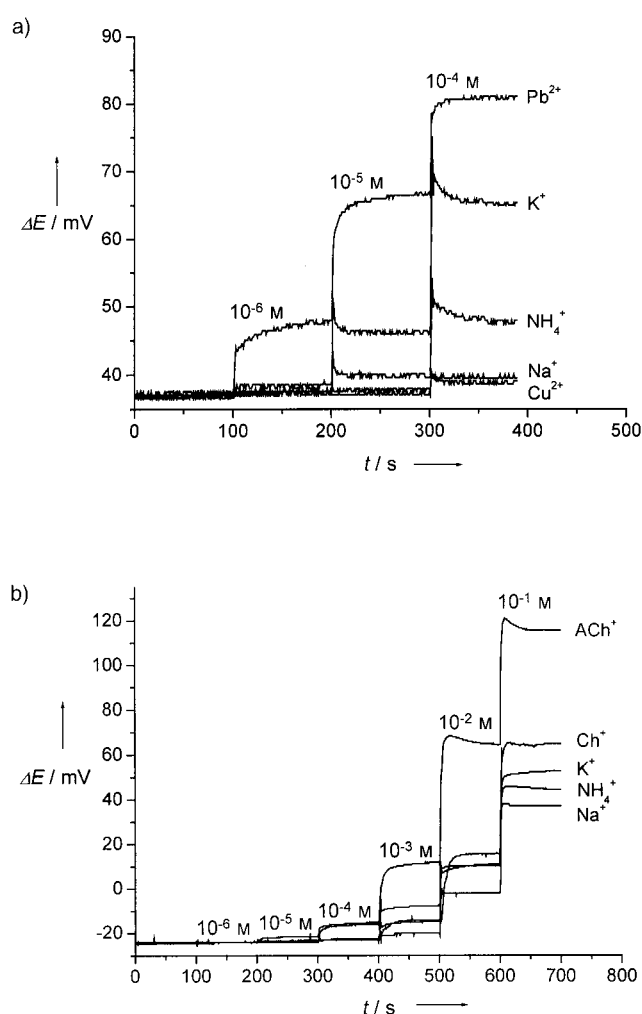 a)
90
80
70
60
50
40
ΔE / mV
10⁻⁶ M
10⁻⁵ M
10⁻⁴ M
Pb²⁺
K⁺
NH₄⁺
Na⁺
Cu²⁺
0 100 200 300 400 500
t / s
b)
120
100
80
60
40
20
0
-20
ΔE / mV
10⁻⁶ M
10⁻⁵ M
10⁻⁴ M
10⁻³ M
10⁻² M
10⁻¹ M
ACh⁺
Ch⁺
K⁺
NH₄⁺
Na⁺
0 100 200 300 400 500 600 700 800
t / s